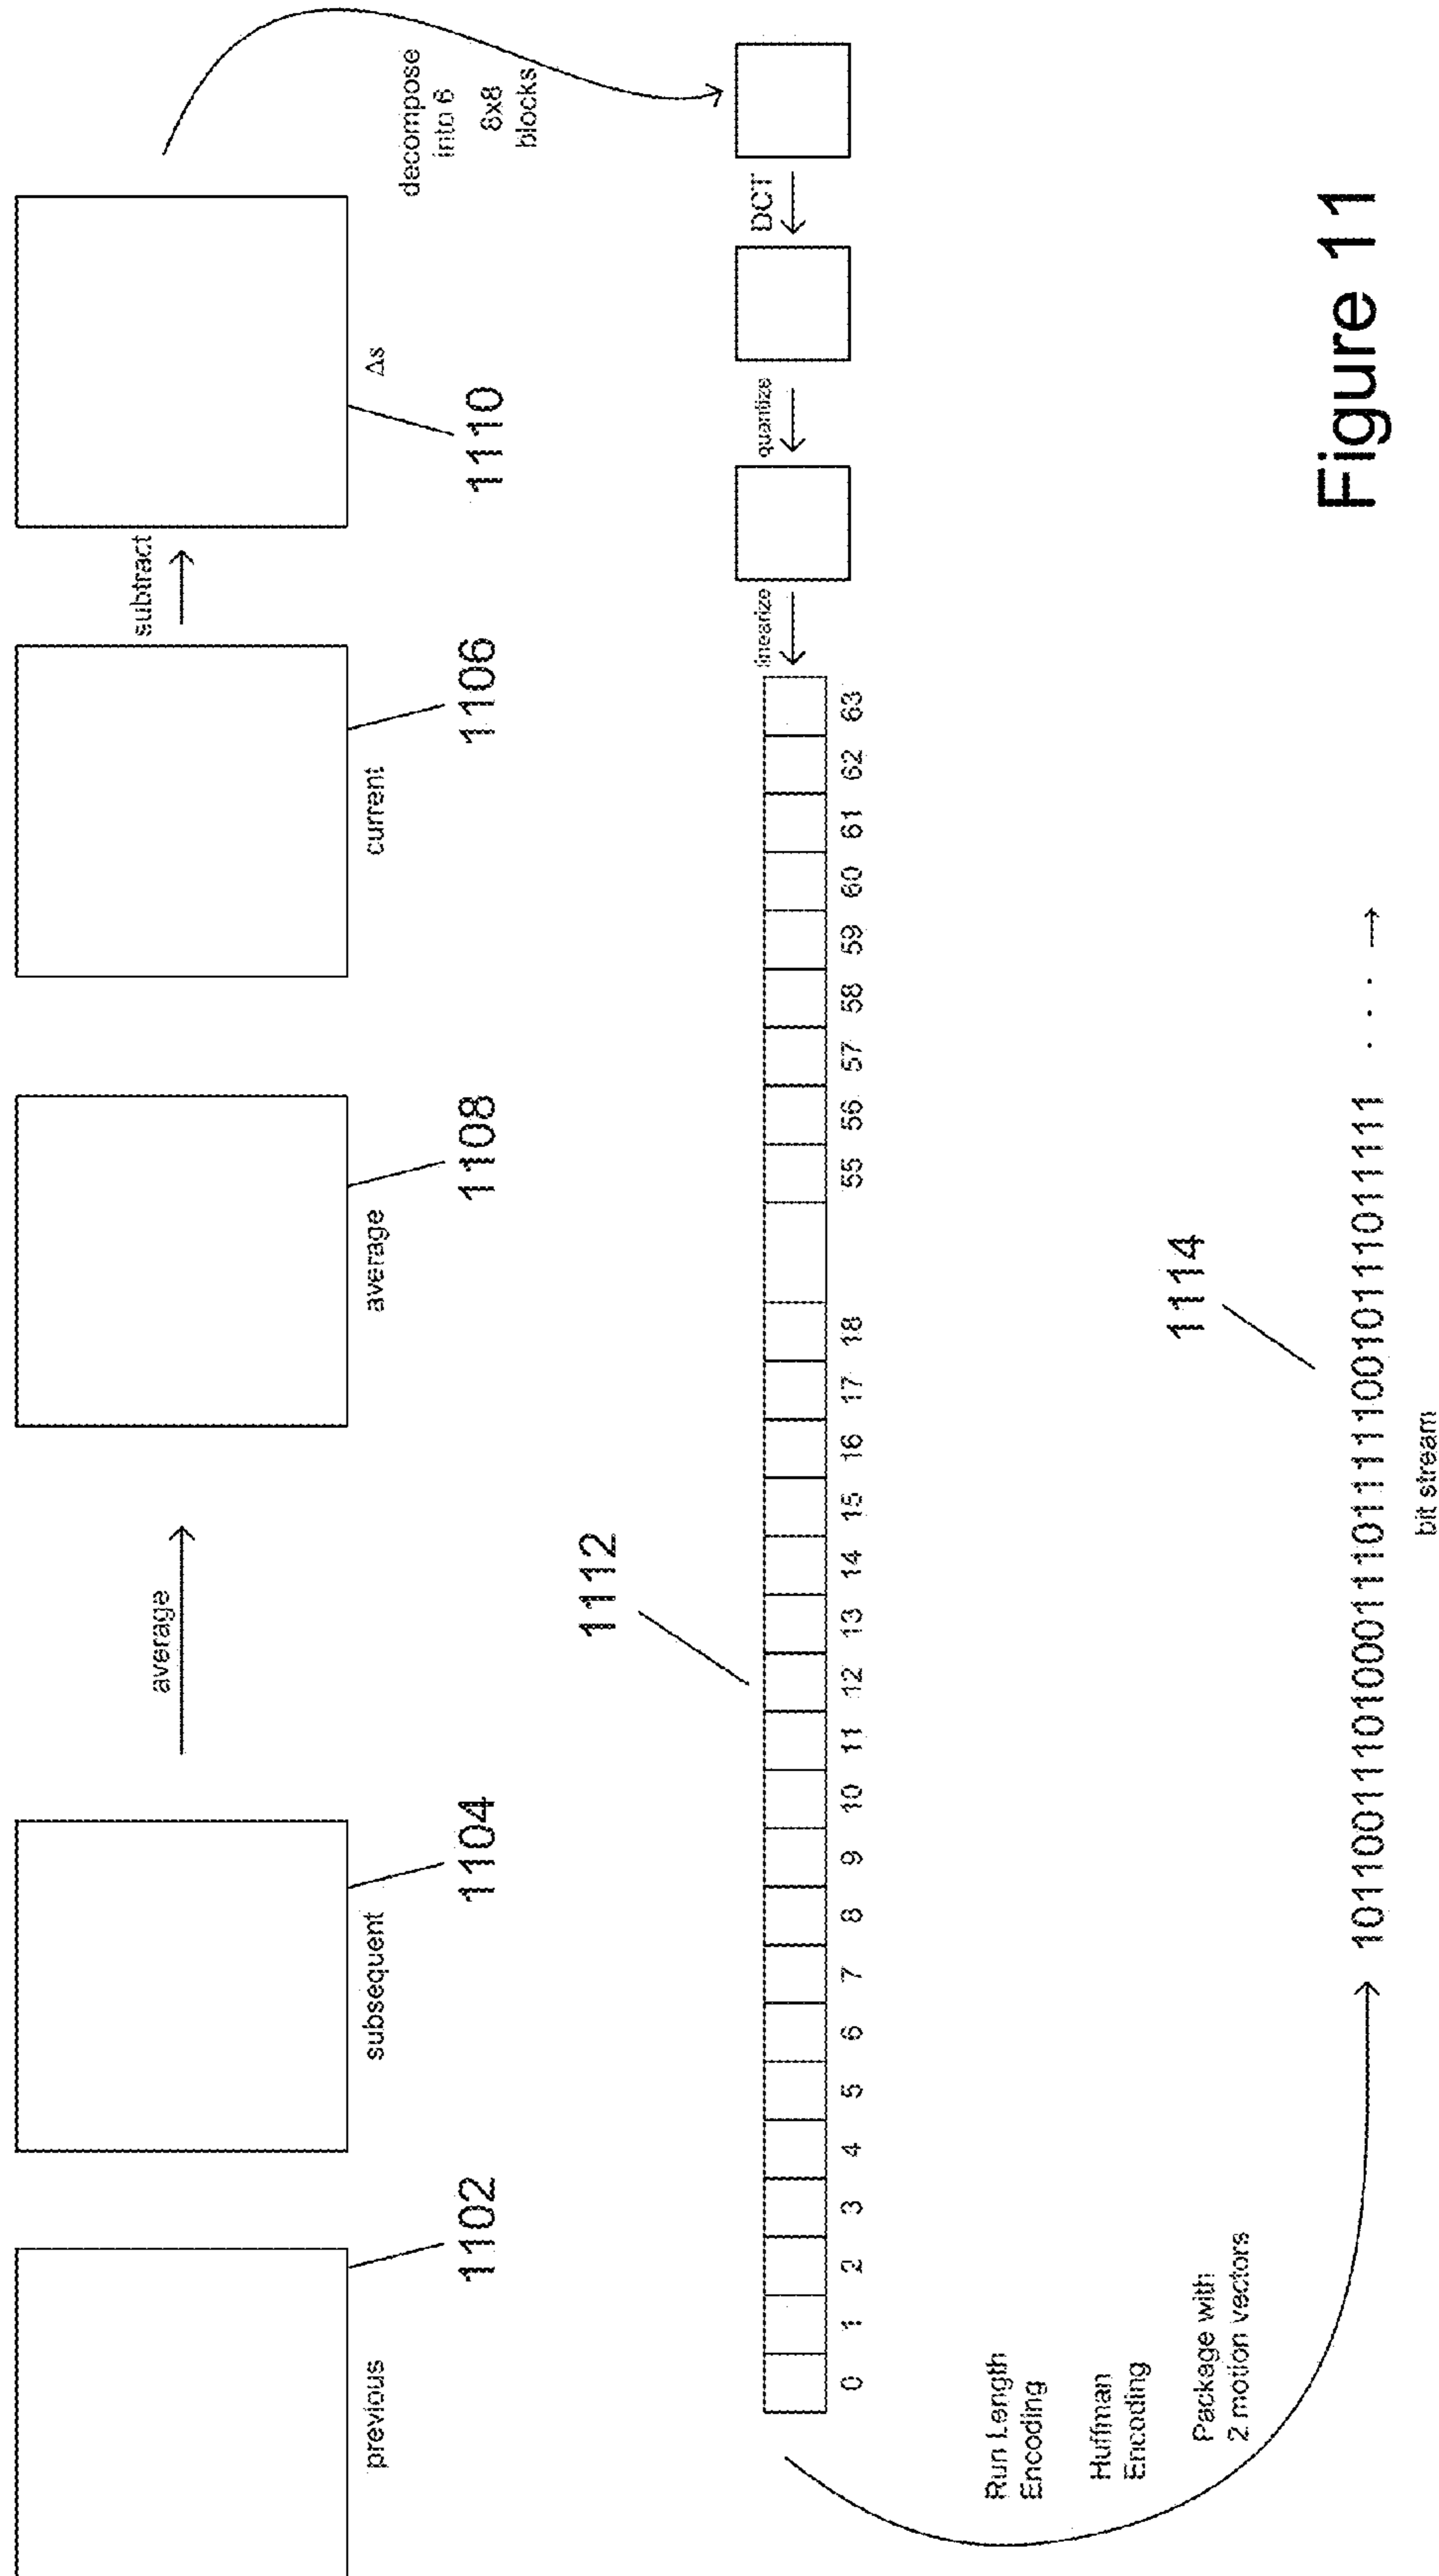 average
subtract
previous
subsequent
average
current
Δs
1102
1104
1108
1106
1110
decompose
into 6
8x8
blocks
1112
linearize
quantize
DCT
0 1 2 3 4 5 6 7 8 9 10 11 12 13 14 15 16 17 18 55 56 57 58 59 60 61 62 63
Run Length
Encoding
Huffman
Encoding
Package with
2 motion vectors
1114
10110011101000111011111001011101111 . . .
bit stream
Figure 11